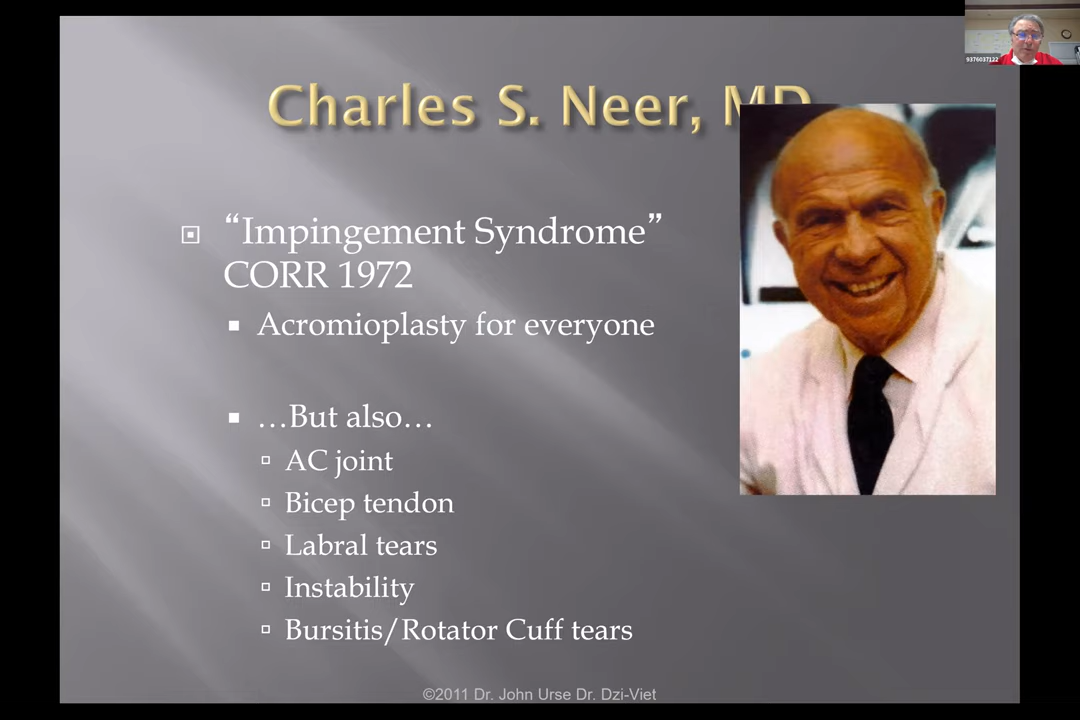 9376037122
Charles S. Neer, MD
“Impingement Syndrome”
CORR 1972
Acromioplasty for everyone
…But also…
AC joint
Bicep tendon
Labral tears
Instability
Bursitis/Rotator Cuff tears
©2011 Dr. John Urse Dr. Dzi-Viet